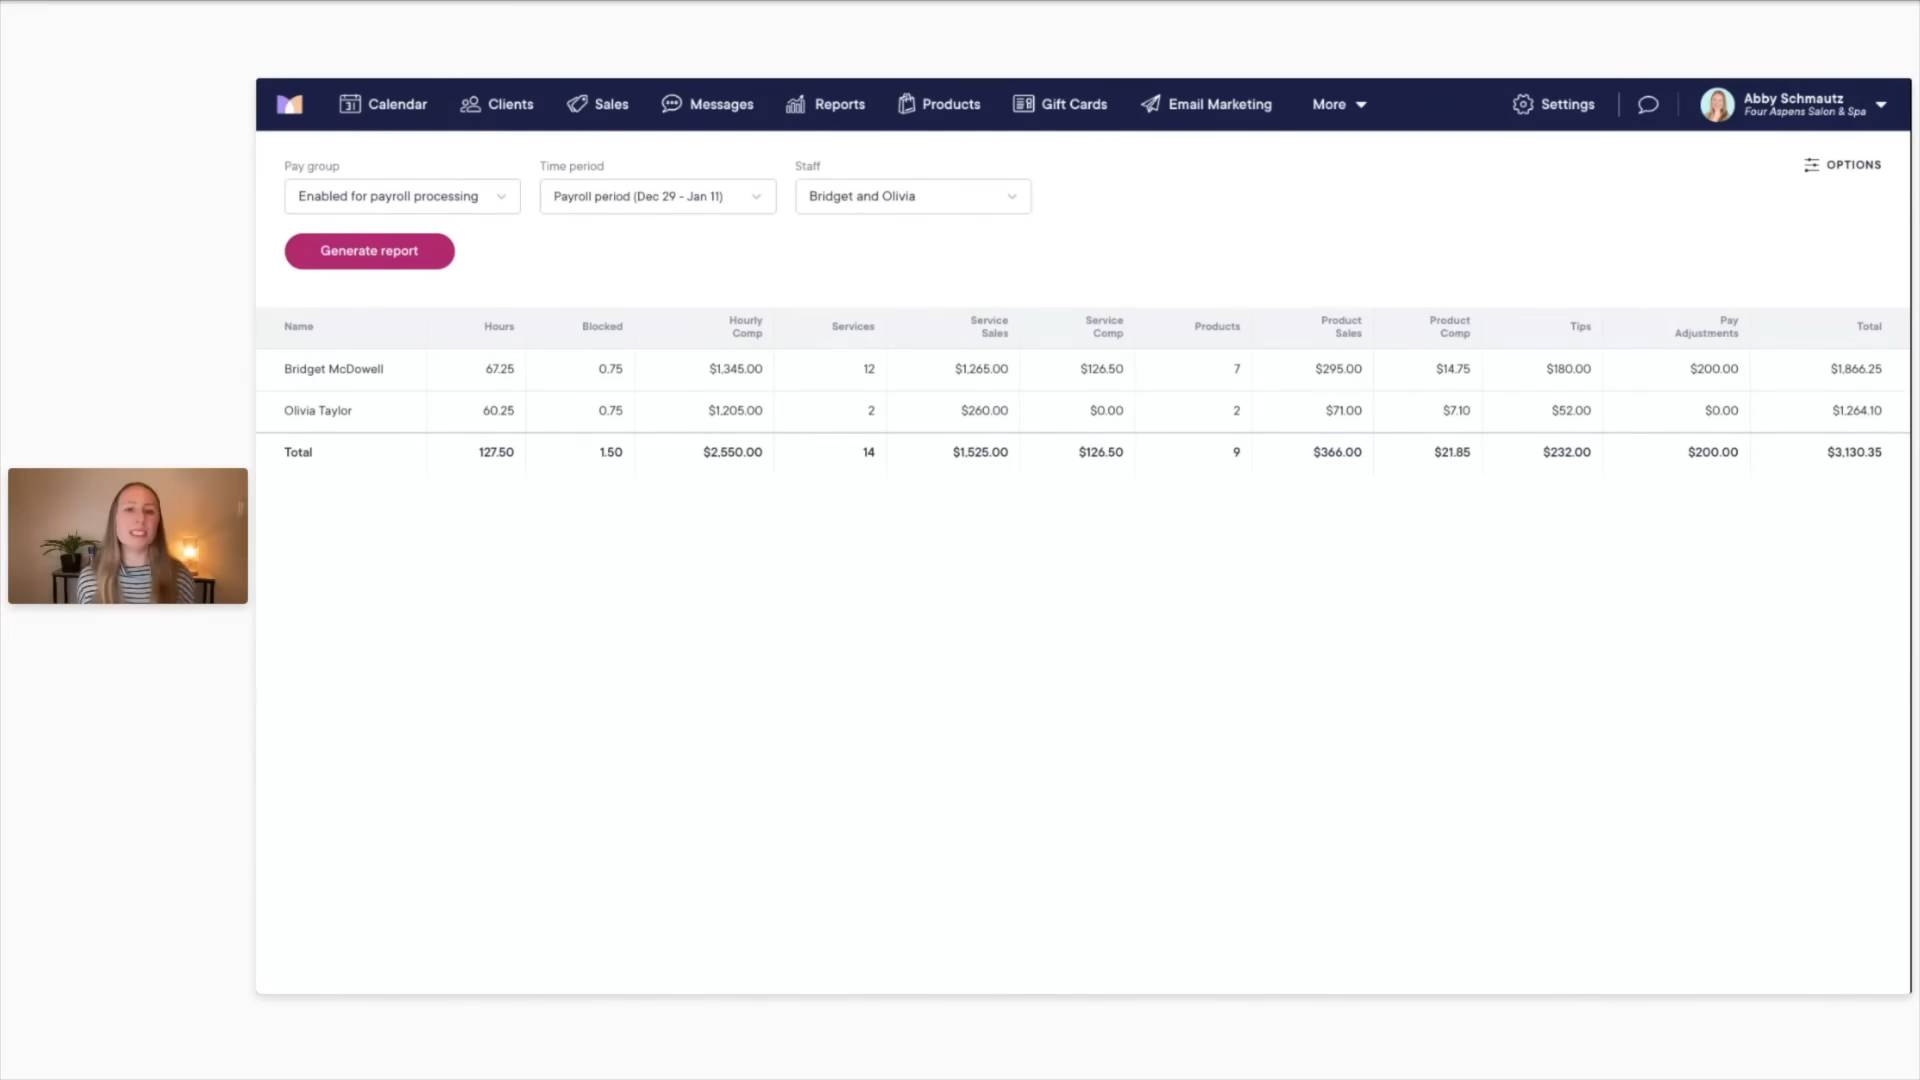 31 Calendar Clients Sales Messages Reports Products Gift Cards Email Marketing More Settings Abby Schmautz
Four Aspens Salon & Spa
Pay group Time period Staff OPTIONS
Enabled for payroll processing Payroll period (Dec 29 - Jan 11) Bridget and Olivia
Generate report
Name Hours Blocked Hourly Comp Services Service Sales Service Comp Products Product Sales Product Comp Tips Pay Adjustments Total
Bridget McDowell 67.25 0.75 $1,345.00 12 $1,265.00 $126.50 7 $295.00 $14.75 $180.00 $200.00 $1,866.25
Olivia Taylor 60.25 0.75 $1,205.00 2 $260.00 $0.00 2 $71.00 $7.10 $52.00 $0.00 $1,264.10
Total 127.50 1.50 $2,550.00 14 $1,525.00 $126.50 9 $366.00 $21.85 $232.00 $200.00 $3,130.35